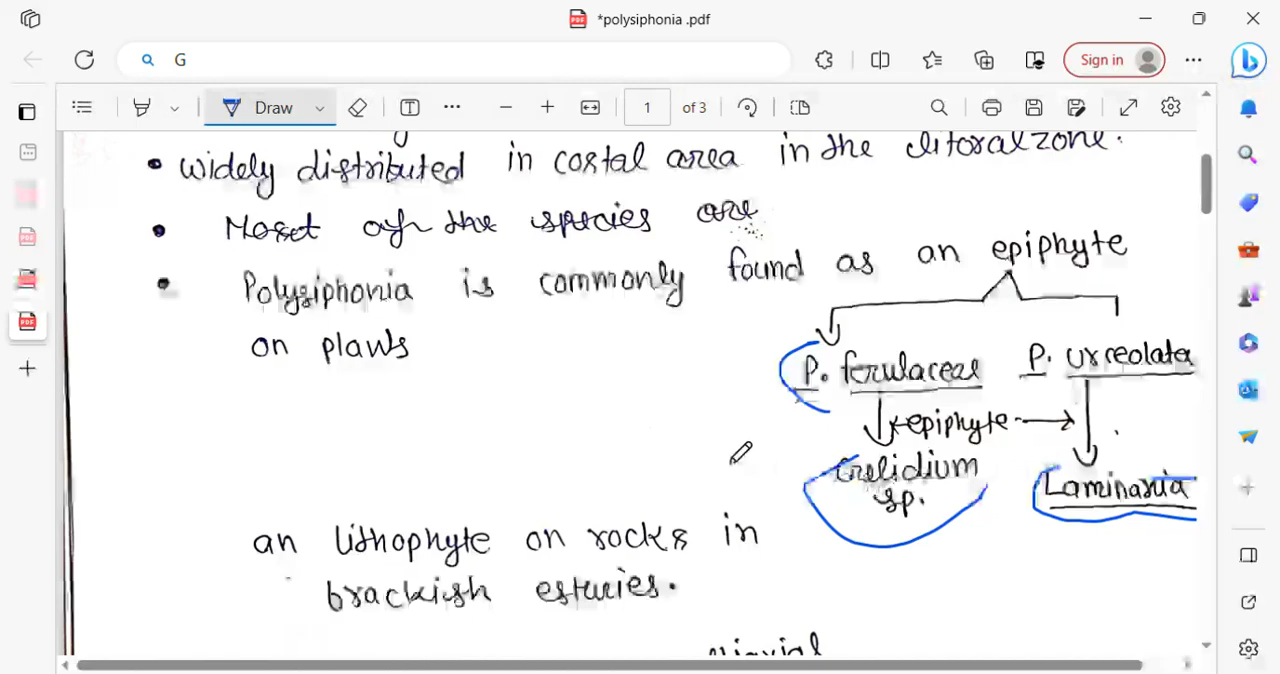 *polysiphonia .pdf
G
Sign in
Draw
1 of 3
• widely distributed in costal area in the litoral zone.
• Most of the species are
• Polysiphonia is commonly found as an epiphyte
on plants
P. ferulaceae P. urceolata
epiphyte
Gelidium Laminaria
sp.
an lithophyte on rocks in
brackish esturies.